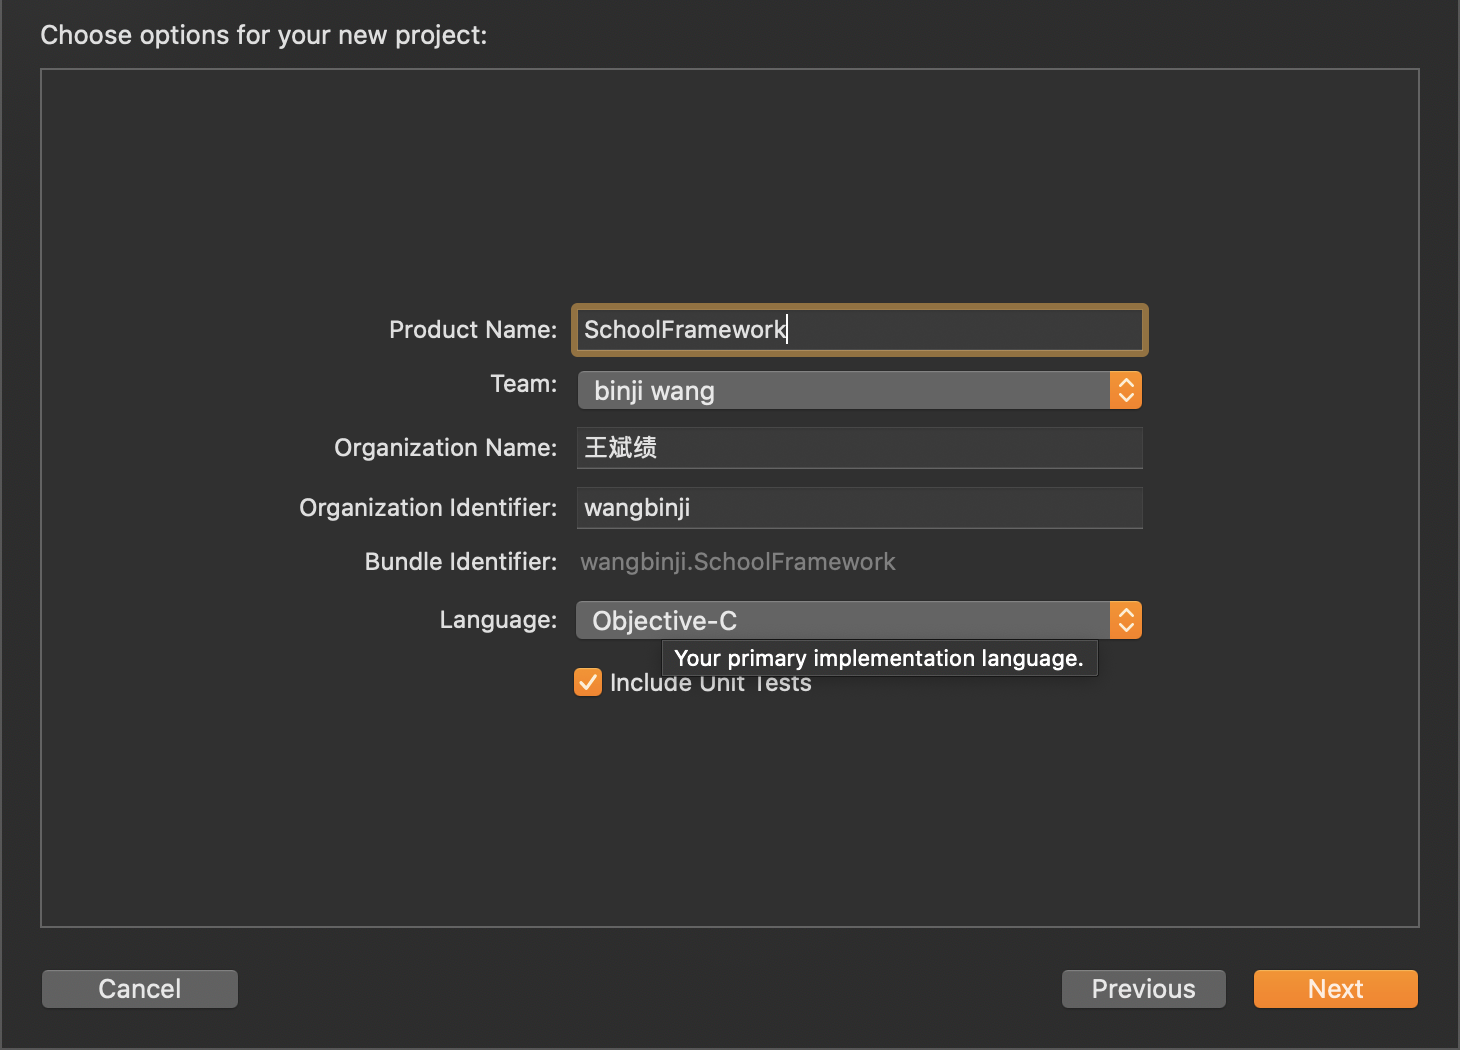 Choose options for your new project:
Product Name: SchoolFramework
Team: binji wang
Organization Name: 王斌绩
Organization Identifier: wangbinji
Bundle Identifier: wangbinji.SchoolFramework
Language: Objective-C
Your primary implementation language.
Include Unit Tests
Cancel Previous Next